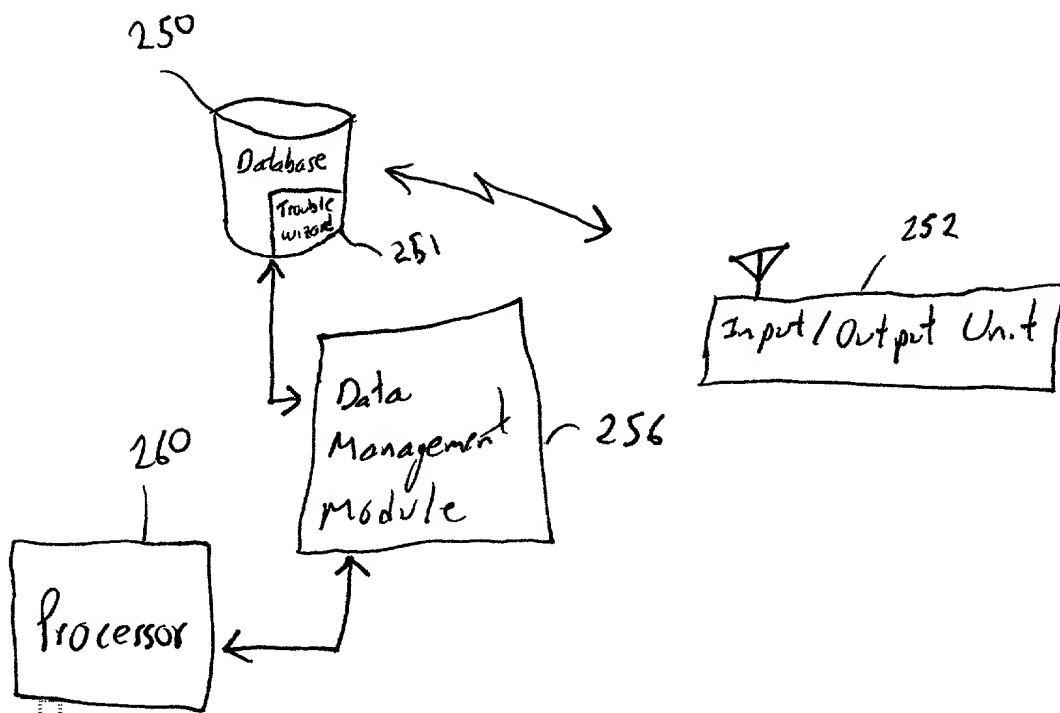 250
Database
Trouble
wizard
251
252
Input/Output Unit
Data
Management
Module
256
260
Processor